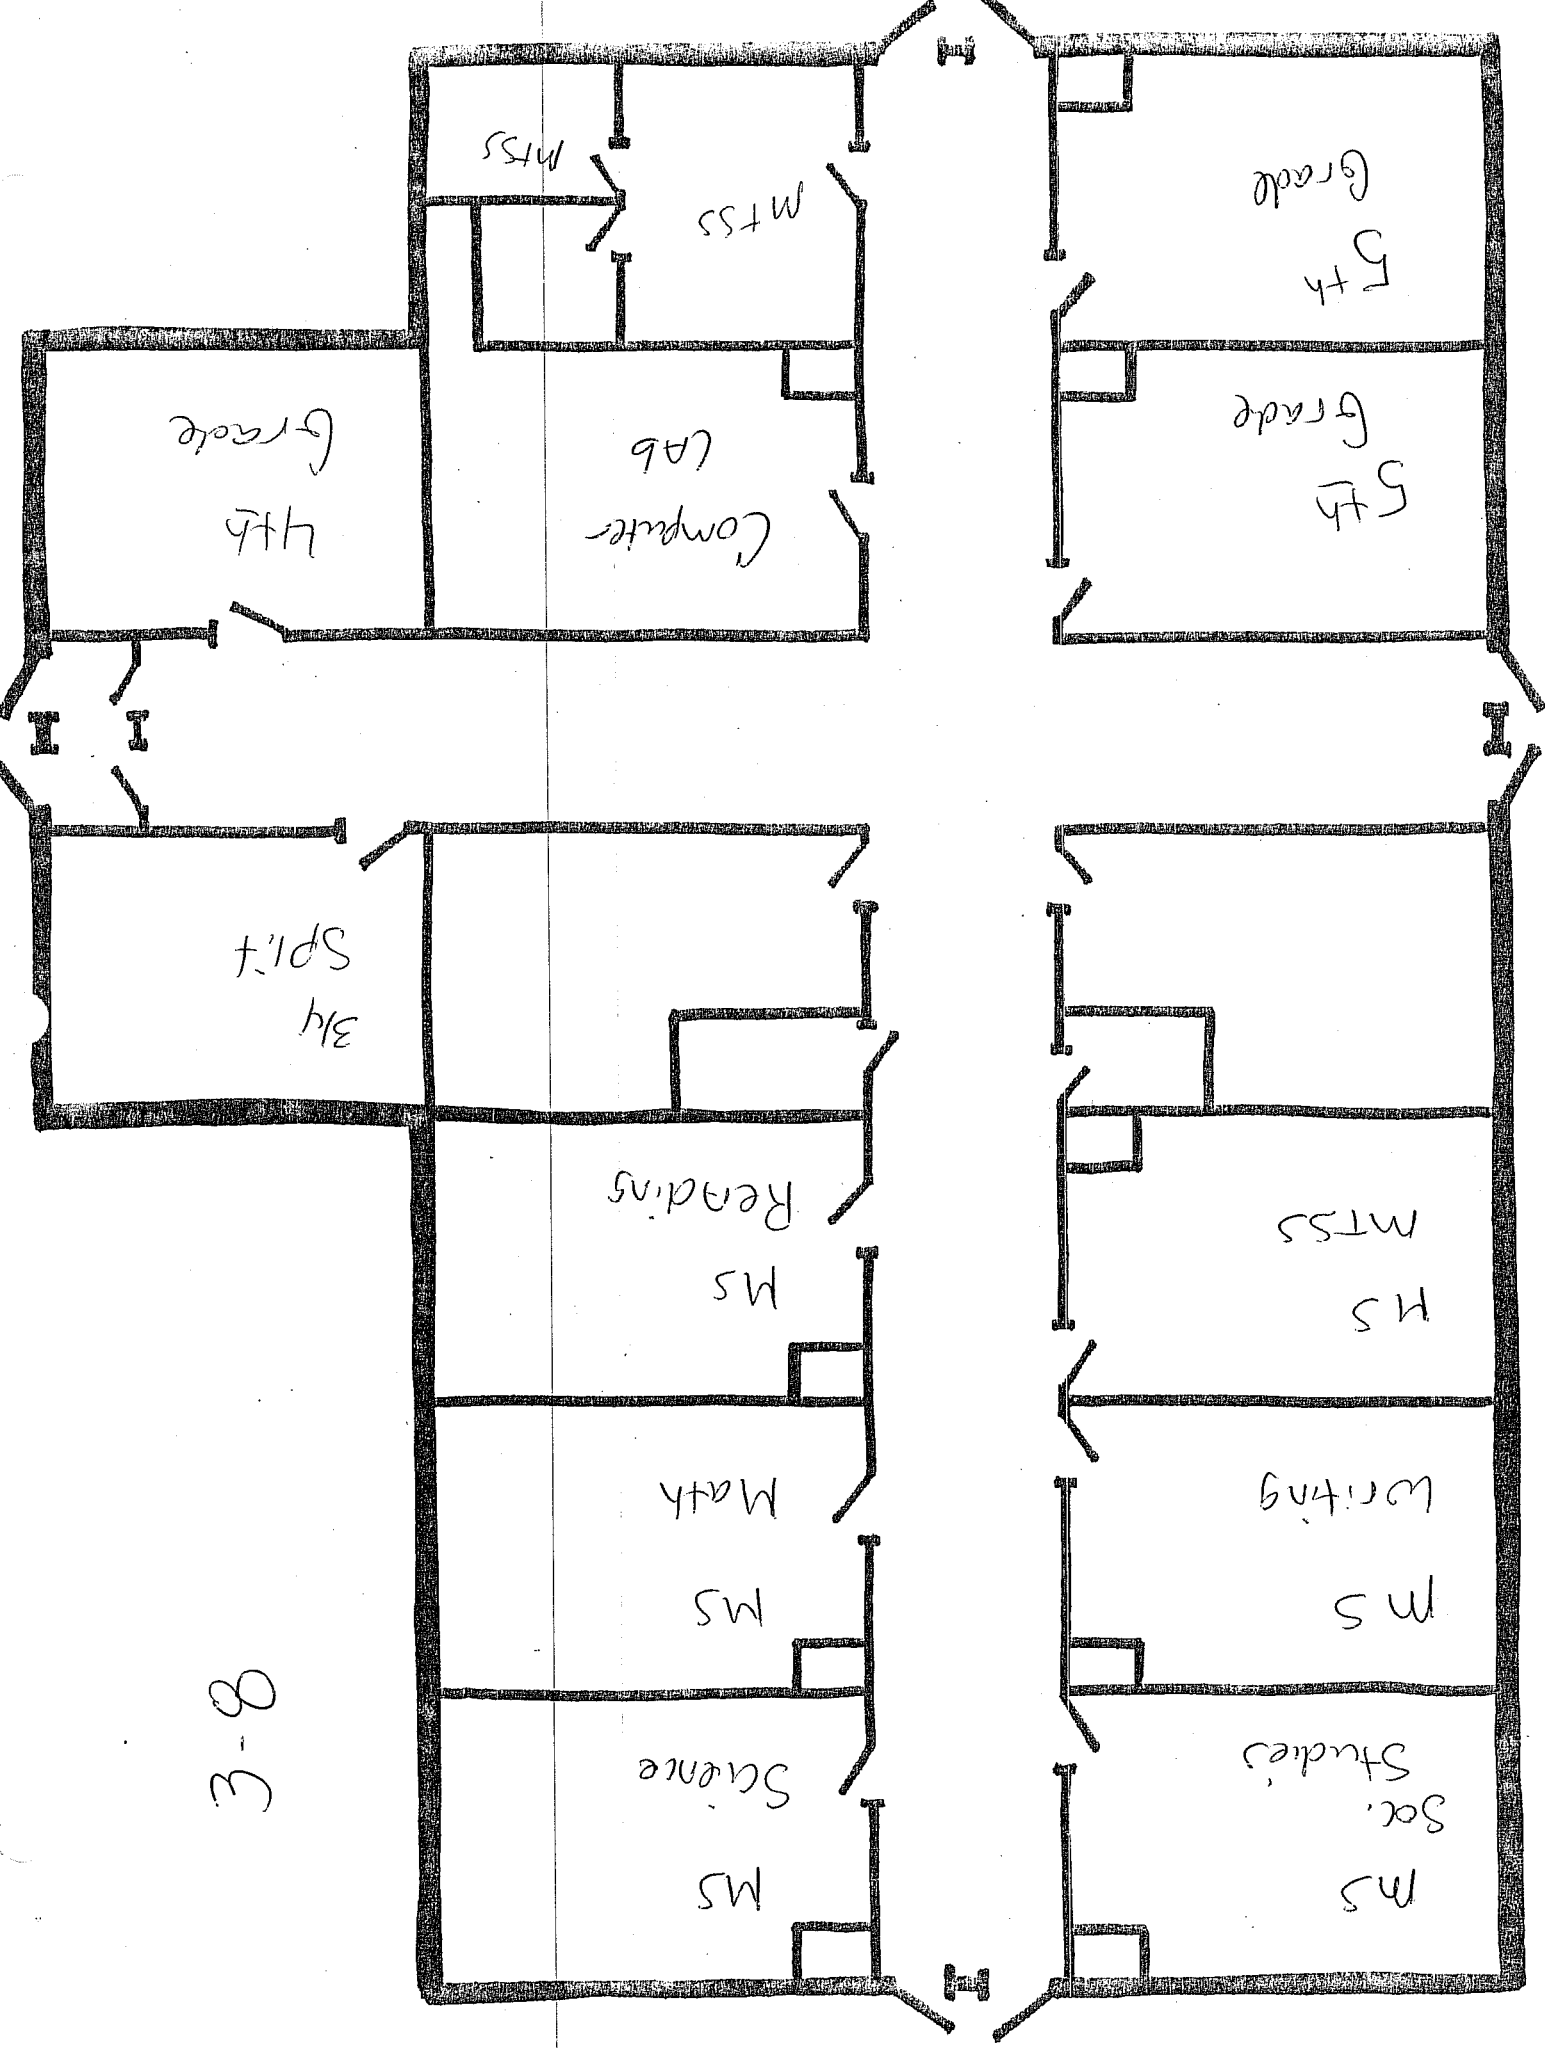 MS
Soc.
Studies
MS
Science
3-8
MS
Writing
MS
Math
MS
MTSS
MS
Reading
3/4
Split
5th
Grade
Computer
LAb
4th
Grade
5th
Grade
MtSS
MtSS